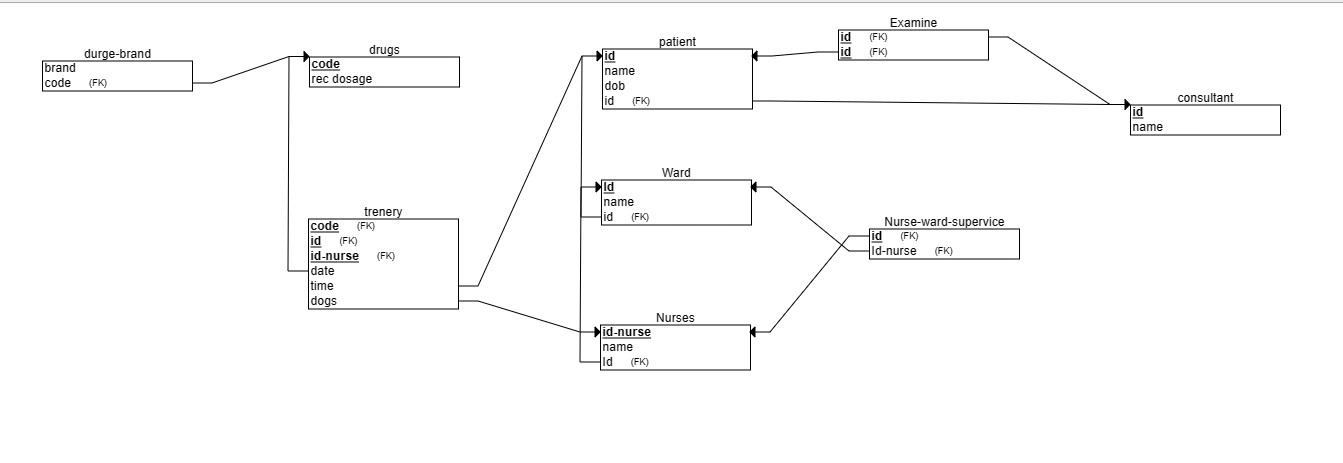 durge-brand
brand
code (FK)
drugs
code
rec dosage
patient
id
name
dob
id (FK)
Examine
id (FK)
id (FK)
consultant
id
name
Ward
Id
name
id (FK)
trenery
code (FK)
id (FK)
id-nurse (FK)
date
time
dogs
Nurse-ward-supervice
id (FK)
Id-nurse (FK)
Nurses
id-nurse
name
Id (FK)